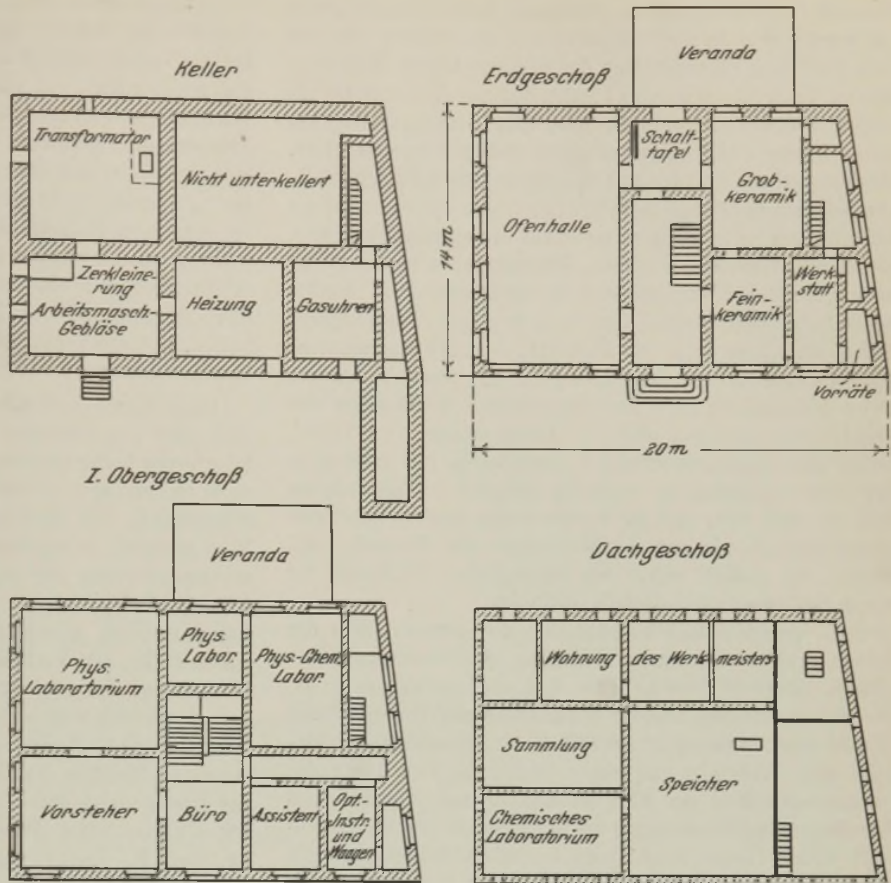 Keller
Transformator
Nicht unterkellert
Zerkleine-
rung
Arbeitsmasch-
Gebläse
Heizung
Gasuhren
Erdgeschoß
Veranda
Schalt-
tafel
Grob-
keramik
Ofenhalle
14 m
Fein-
keramik
Werk-
statt
Vorräte
20 m
I. Obergeschoß
Veranda
Phys.
Laboratorium
Phys.
Labor.
Phys.-Chem.
Labor.
Vorsteher
Büro
Assistent
Opt.-
Instr.
und
Waagen
Dachgeschoß
Wohnung
des Werk-
meisters
Sammlung
Speicher
Chemisches
Laboratorium